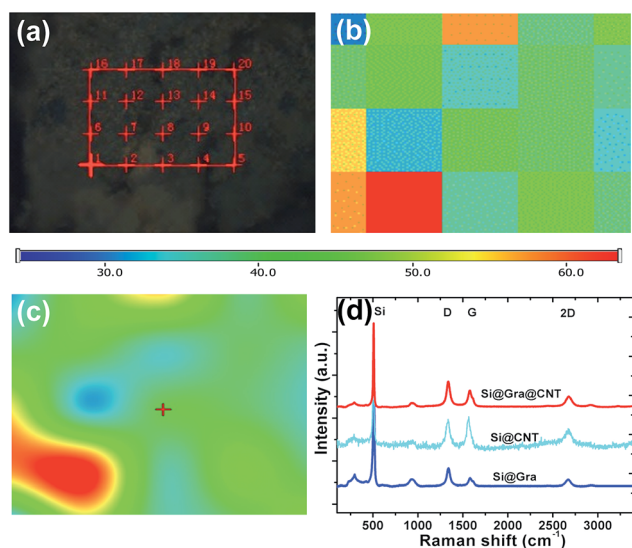 (a)
16 17 18 19 20
11 12 13 14 15
6 7 8 9 10
1 2 3 4 5
(b)
30.0 40.0 50.0 60.0
(c)
(d)
Si D G 2D
Si@Gra@CNT
Si@CNT
Si@Gra
Intensity (a.u.)
500 1000 1500 2000 2500 3000
Raman shift (cm⁻¹)